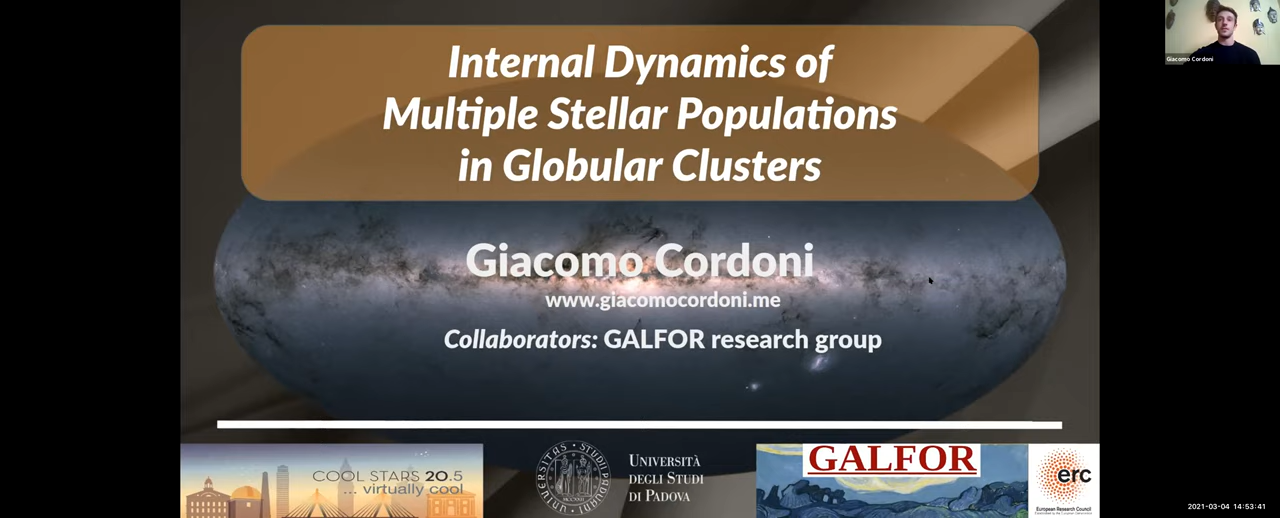 Internal Dynamics of
Multiple Stellar Populations
in Globular Clusters
Giacomo Cordoni
www.giacomocordoni.me
Collaborators: GALFOR research group
COOL STARS 20.5
... virtually cool
UNIVERSITÀ
DEGLI STUDI
DI PADOVA
GALFOR
erc
European Research Council
Giacomo Cordoni
2021-03-04 14:53:41